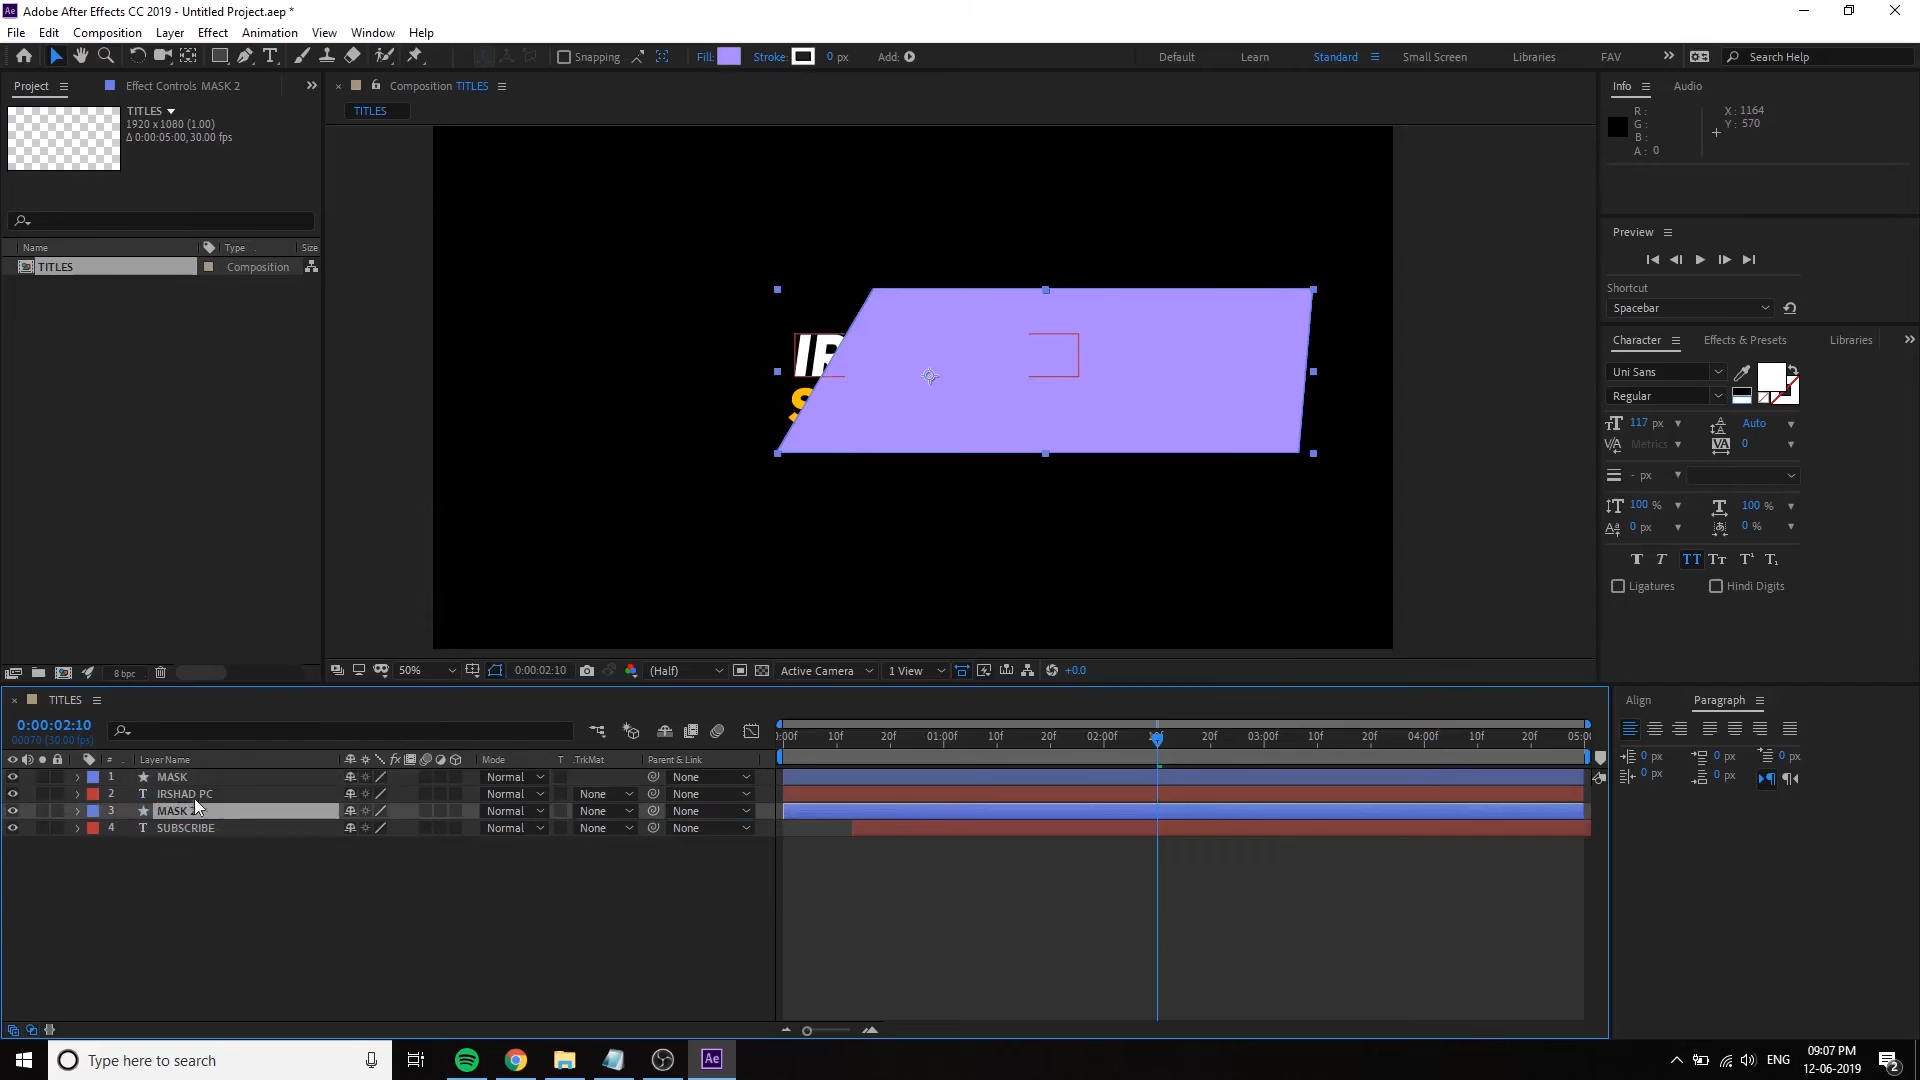 Adobe After Effects CC 2019 - Untitled Project.aep *
File Edit Composition Layer Effect Animation View Window Help
Snapping Fill: Stroke: 0 px Add: Default Learn Standard Small Screen Libraries FAV Search Help
Project Effect Controls MASK 2
TITLES
1920 x 1080 (1.00)
Δ 0:00:05:00, 30.00 fps
Name Type Size
TITLES Composition
8 bpc
Composition TITLES
TITLES
IR
S
50% 0:00:02:10 (Half) Active Camera 1 View +0.0
Info Audio
R: X: 1164
G: Y: 570
B:
A: 0
Preview
Shortcut
Spacebar
Character Effects & Presets Libraries
Uni Sans
Regular
117 px Auto
Metrics 0
- px
100 % 100 %
0 px 0 %
Ligatures Hindi Digits
TITLES
0:00:02:10
00070 (30.00 fps)
# Layer Name Mode T .TrkMat Parent & Link
1 MASK Normal None
2 IRSHAD PC Normal None None
3 MASK 2 Normal None None
4 SUBSCRIBE Normal None None
:00f 10f 20f 01:00f 10f 20f 02:00f 10f 20f 03:00f 10f 20f 04:00f 10f 20f 05:0
Align Paragraph
0 px 0 px 0 px
0 px 0 px
Type here to search
ENG
09:07 PM
12-06-2019
2